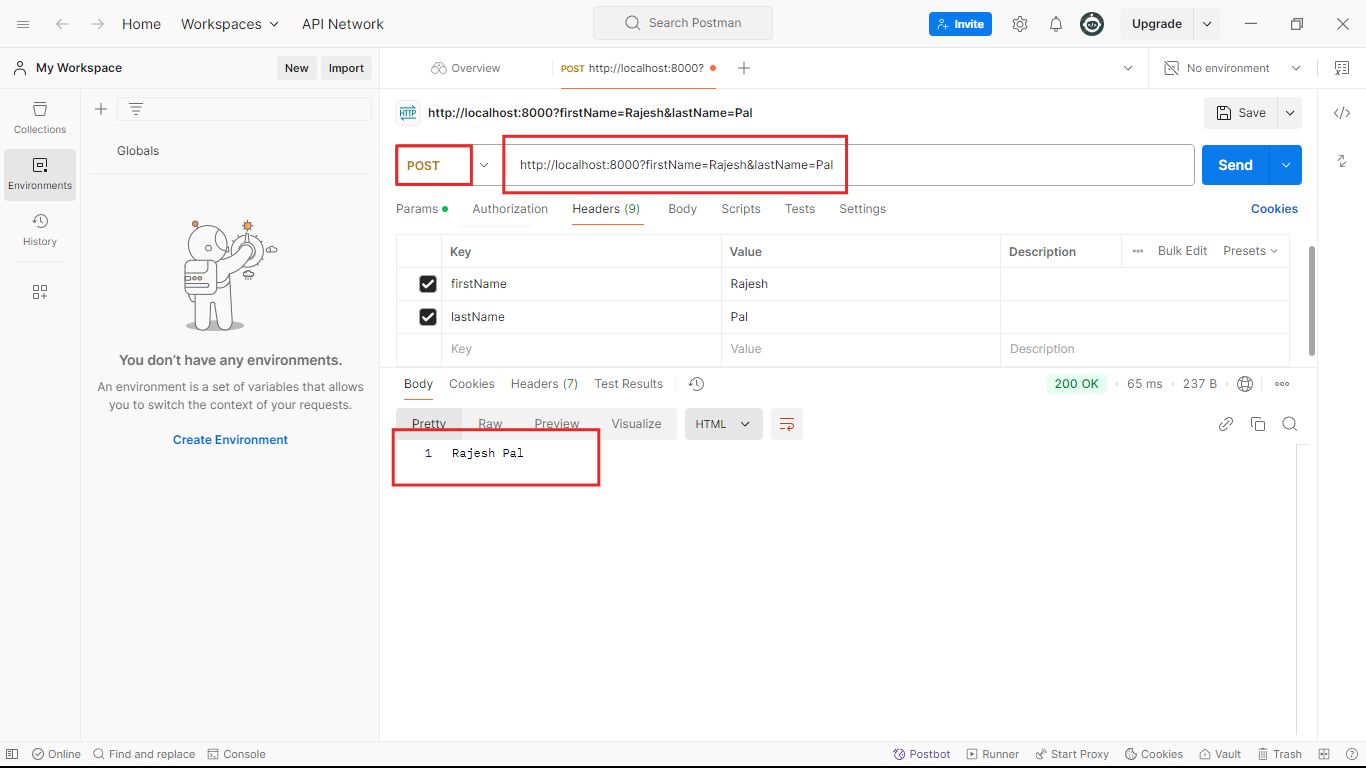 Home Workspaces API Network Search Postman Invite Upgrade
My Workspace New Import Overview POST http://localhost:8000? No environment
Collections
Environments
History
Globals
You don’t have any environments.
An environment is a set of variables that allows
you to switch the context of your requests.
Create Environment
HTTP http://localhost:8000?firstName=Rajesh&lastName=Pal Save
POST http://localhost:8000?firstName=Rajesh&lastName=Pal Send
Params Authorization Headers (9) Body Scripts Tests Settings Cookies
Key Value Description Bulk Edit Presets
firstName Rajesh
lastName Pal
Key Value Description
Body Cookies Headers (7) Test Results 200 OK 65 ms 237 B
Pretty Raw Preview Visualize HTML
1 Rajesh Pal
Online Find and replace Console Postbot Runner Start Proxy Cookies Vault Trash